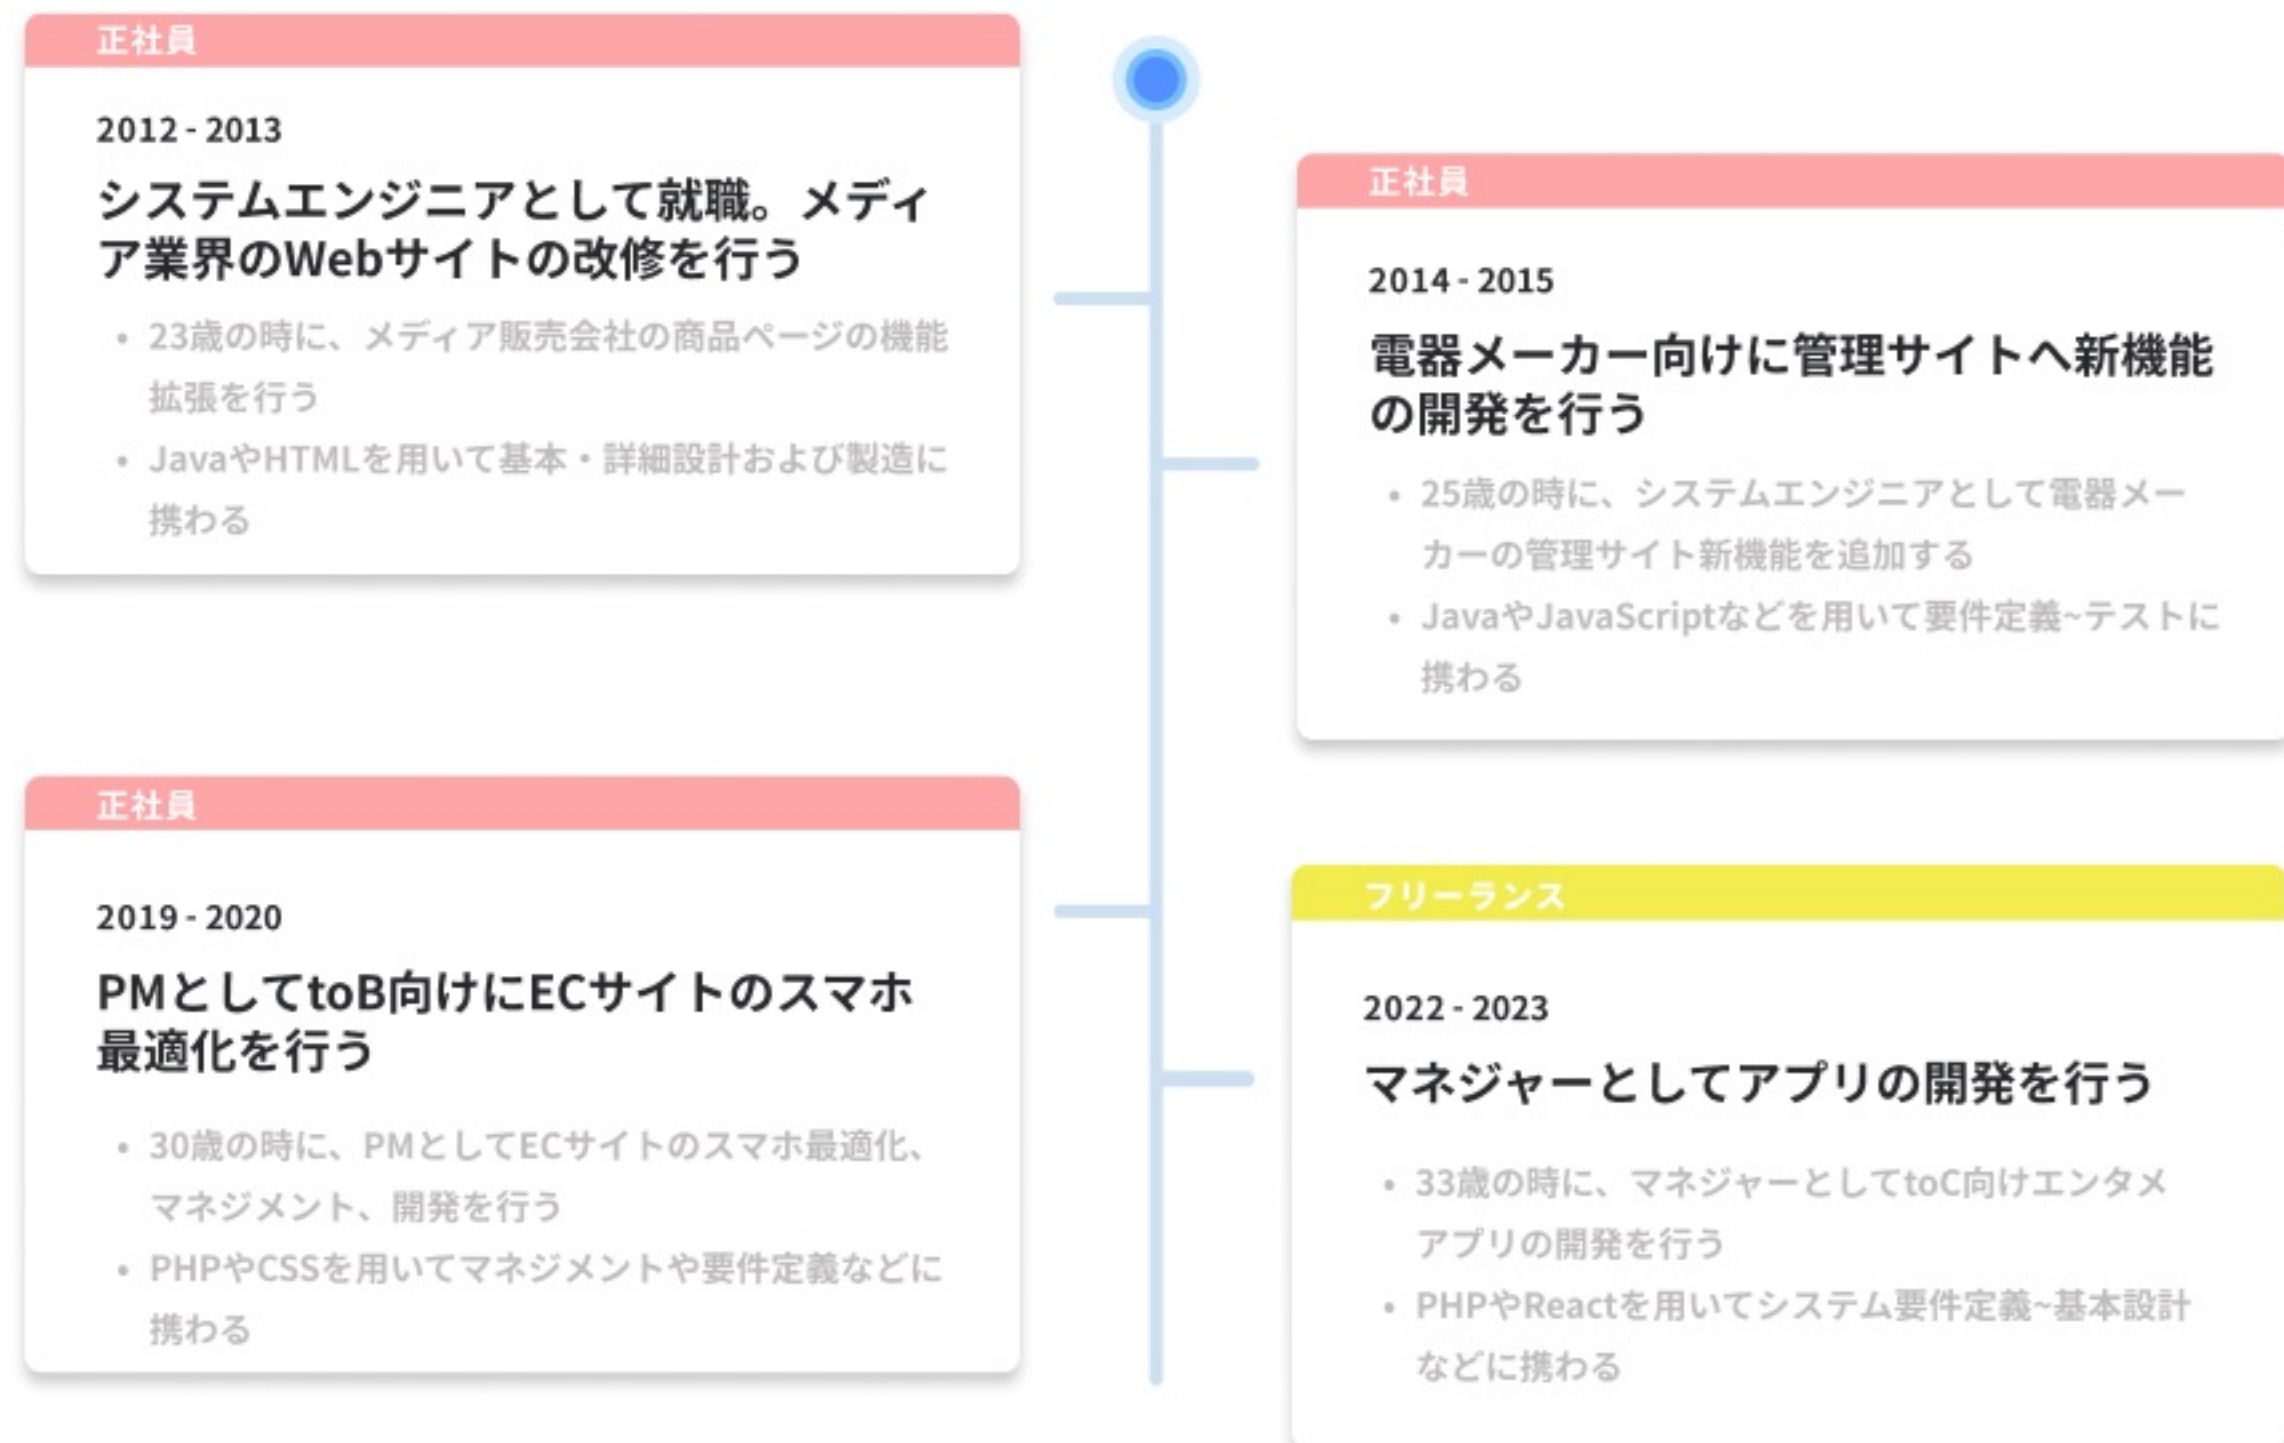 正社員
2012 - 2013
システムエンジニアとして就職。メディ
ア業界のWebサイトの改修を行う
• 23歳の時に、メディア販売会社の商品ページの機能
拡張を行う
• JavaやHTMLを用いて基本・詳細設計および製造に
携わる
正社員
2014 - 2015
電器メーカー向けに管理サイトへ新機能
の開発を行う
• 25歳の時に、システムエンジニアとして電器メー
カーの管理サイト新機能を追加する
• JavaやJavaScriptなどを用いて要件定義~テストに
携わる
正社員
2019 - 2020
PMとしてtoB向けにECサイトのスマホ
最適化を行う
• 30歳の時に、PMとしてECサイトのスマホ最適化、
マネジメント、開発を行う
• PHPやCSSを用いてマネジメントや要件定義などに
携わる
フリーランス
2022 - 2023
マネジャーとしてアプリの開発を行う
• 33歳の時に、マネジャーとしてtoC向けエンタメ
アプリの開発を行う
• PHPやReactを用いてシステム要件定義~基本設計
などに携わる